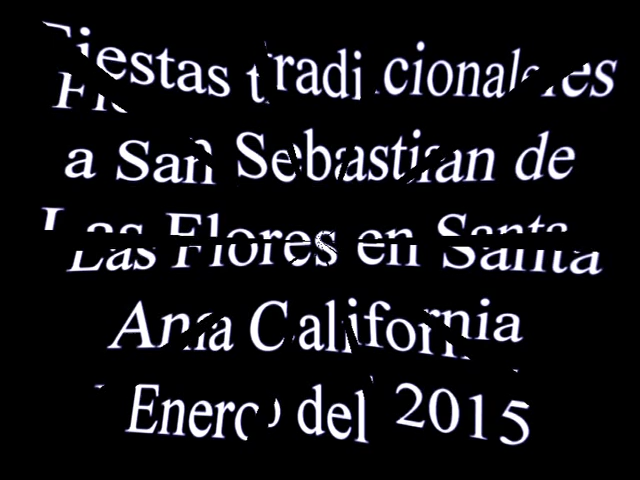 Fiestas tradicionales
a San Sebastian de
Las Flores en Santa
Ana California
Enero del 2015